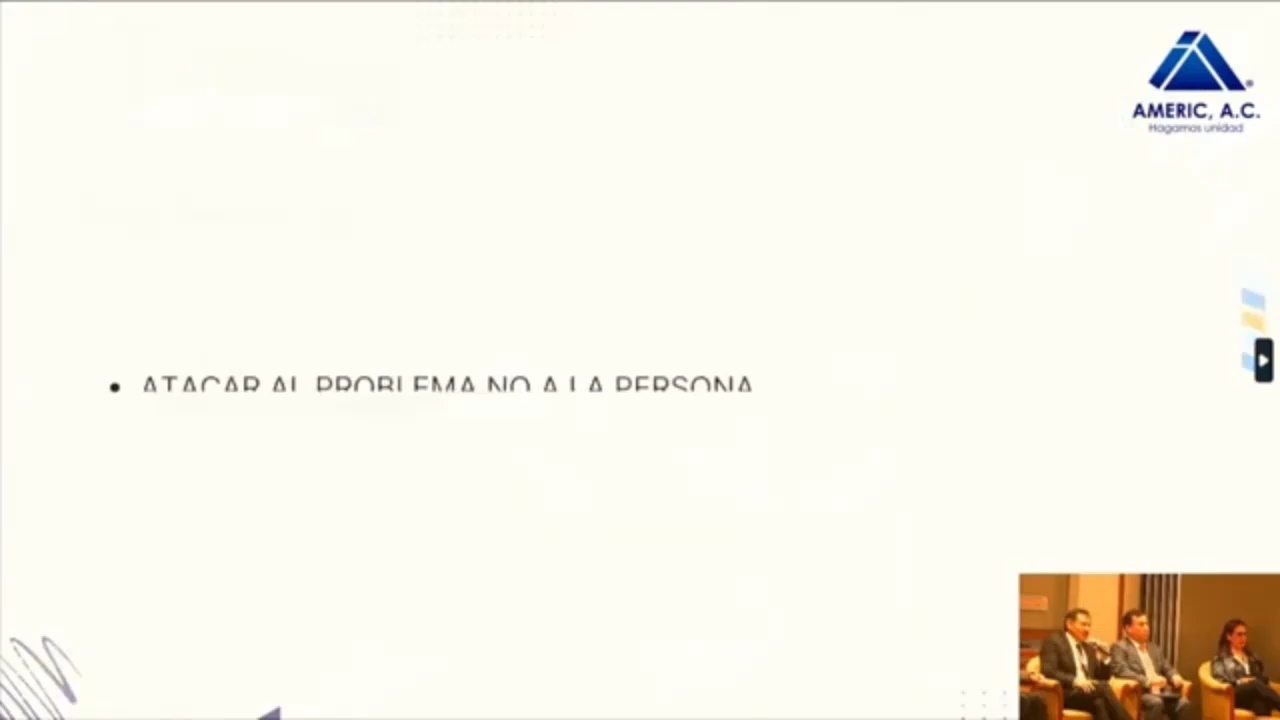 AMERIC, A.C.
Hagamos unidad
• ATACAR AL PROBLEMA NO A LA PERSONA